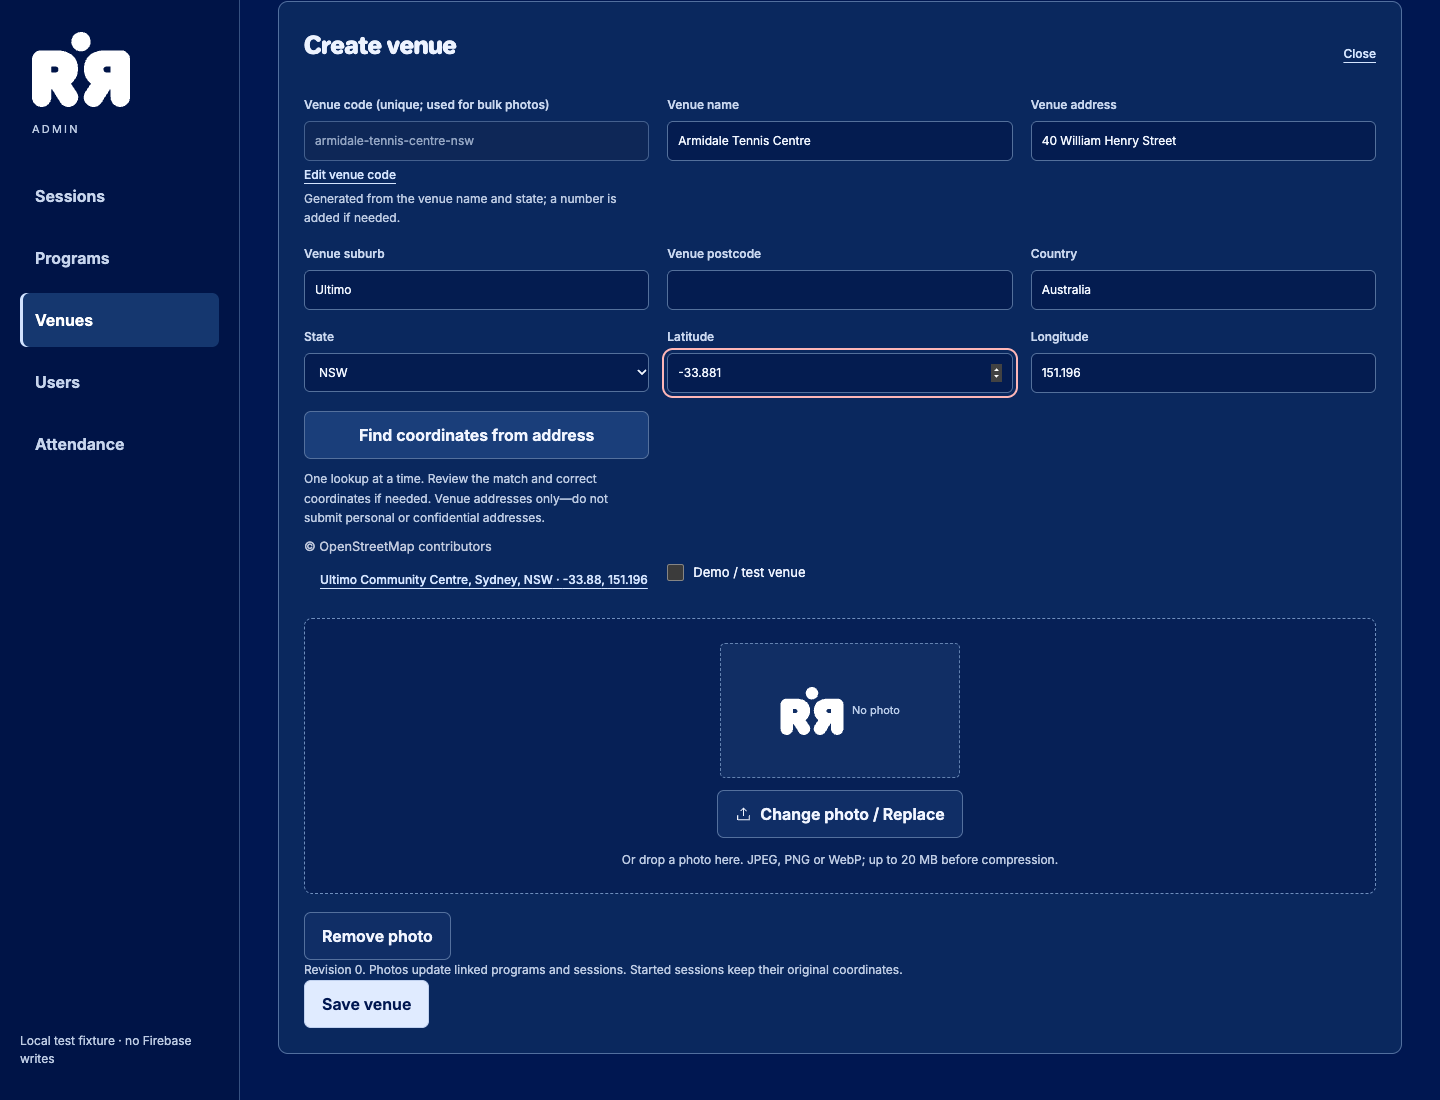 RR
ADMIN
Sessions
Programs
Venues
Users
Attendance
Local test fixture · no Firebase
writes
Create venue
Close
Venue code (unique; used for bulk photos)
Venue name
Venue address
armidale-tennis-centre-nsw
Armidale Tennis Centre
40 William Henry Street
Edit venue code
Generated from the venue name and state; a number is
added if needed.
Venue suburb
Venue postcode
Country
Ultimo
Australia
State
Latitude
Longitude
NSW
-33.881
151.196
Find coordinates from address
One lookup at a time. Review the match and correct
coordinates if needed. Venue addresses only—do not
submit personal or confidential addresses.
© OpenStreetMap contributors
Ultimo Community Centre, Sydney, NSW · -33.88, 151.196
Demo / test venue
RR
No photo
Change photo / Replace
Or drop a photo here. JPEG, PNG or WebP; up to 20 MB before compression.
Remove photo
Revision 0. Photos update linked programs and sessions. Started sessions keep their original coordinates.
Save venue